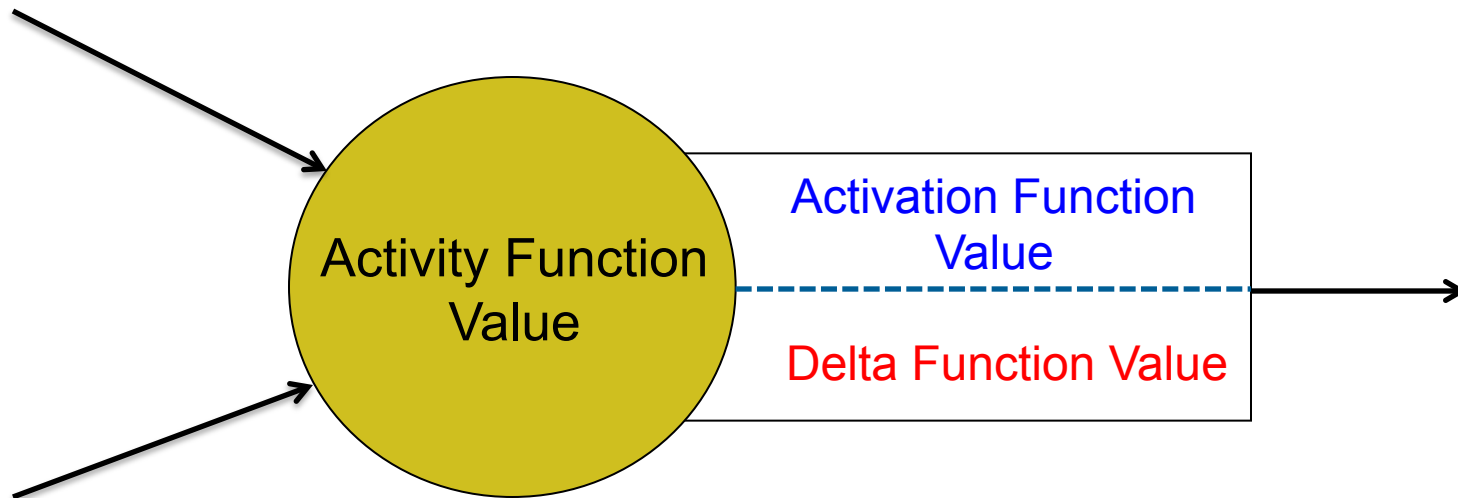 Activity Function
Value
Activation Function
Value
Delta Function Value